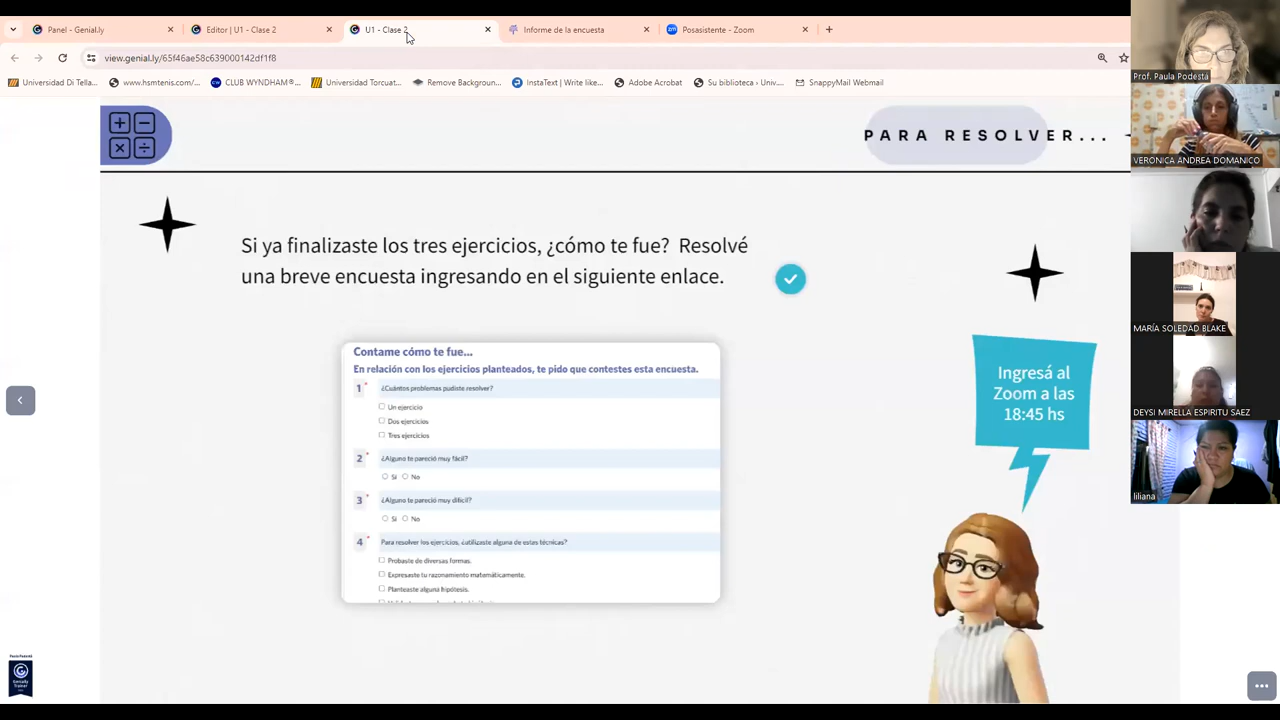 Panel - Genial.ly
Editor | U1 - Clase 2
U1 - Clase 2
Informe de la encuesta
Posasistente - Zoom
view.genial.ly/65f46ae58c639000142df1f8
Universidad Di Tella...
www.hsmtenis.com/...
CLUB WYNDHAM®...
Universidad Torcuat...
Remove Backgroun...
InstaText | Write like...
Adobe Acrobat
Su biblioteca - Univ...
SnappyMail Webmail
Prof. Paula Podestá
VERONICA ANDREA DOMANICO
MARÍA SOLEDAD BLAKE
DEYSI MIRELLA ESPIRITU SAEZ
liliana
PARA RESOLVER...
Si ya finalizaste los tres ejercicios, ¿cómo te fue? Resolvé
una breve encuesta ingresando en el siguiente enlace.
Contame cómo te fue...
En relación con los ejercicios planteados, te pido que contestes esta encuesta.
1 * ¿Cuántos problemas pudiste resolver?
Un ejercicio
Dos ejercicios
Tres ejercicios
2 * ¿Alguno te pareció muy fácil?
Sí No
3 * ¿Alguno te pareció muy difícil?
Sí No
4 * Para resolver los ejercicios, ¿utilizaste alguna de estas técnicas?
Probaste de diversas formas.
Expresaste tu razonamiento matemáticamente.
Planteaste alguna hipótesis.
Ingresá al
Zoom a las
18:45 hs
Paula Podestá
Genially
Trainer